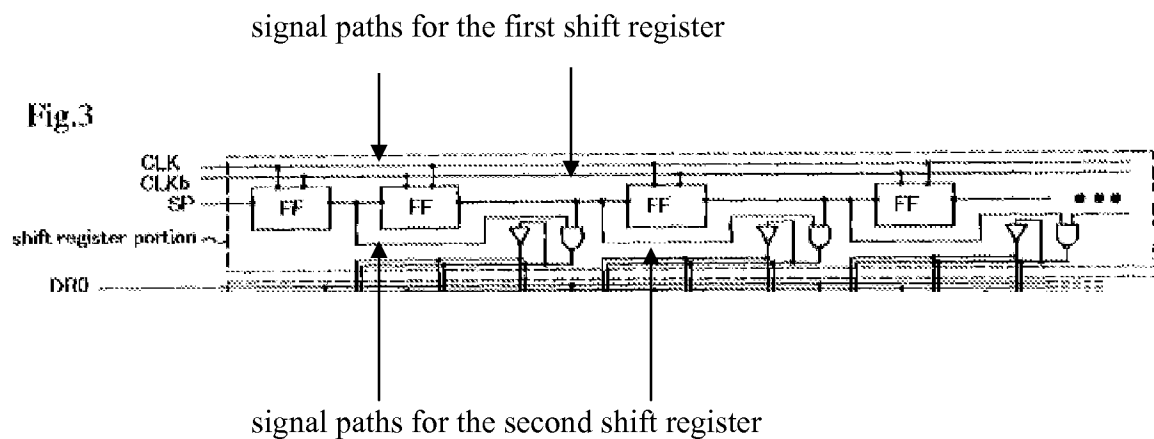 signal paths for the first shift register
Fig.3
CLK
CLKb
SP
FF FF FF FF
shift register portion
DR0
signal paths for the second shift register